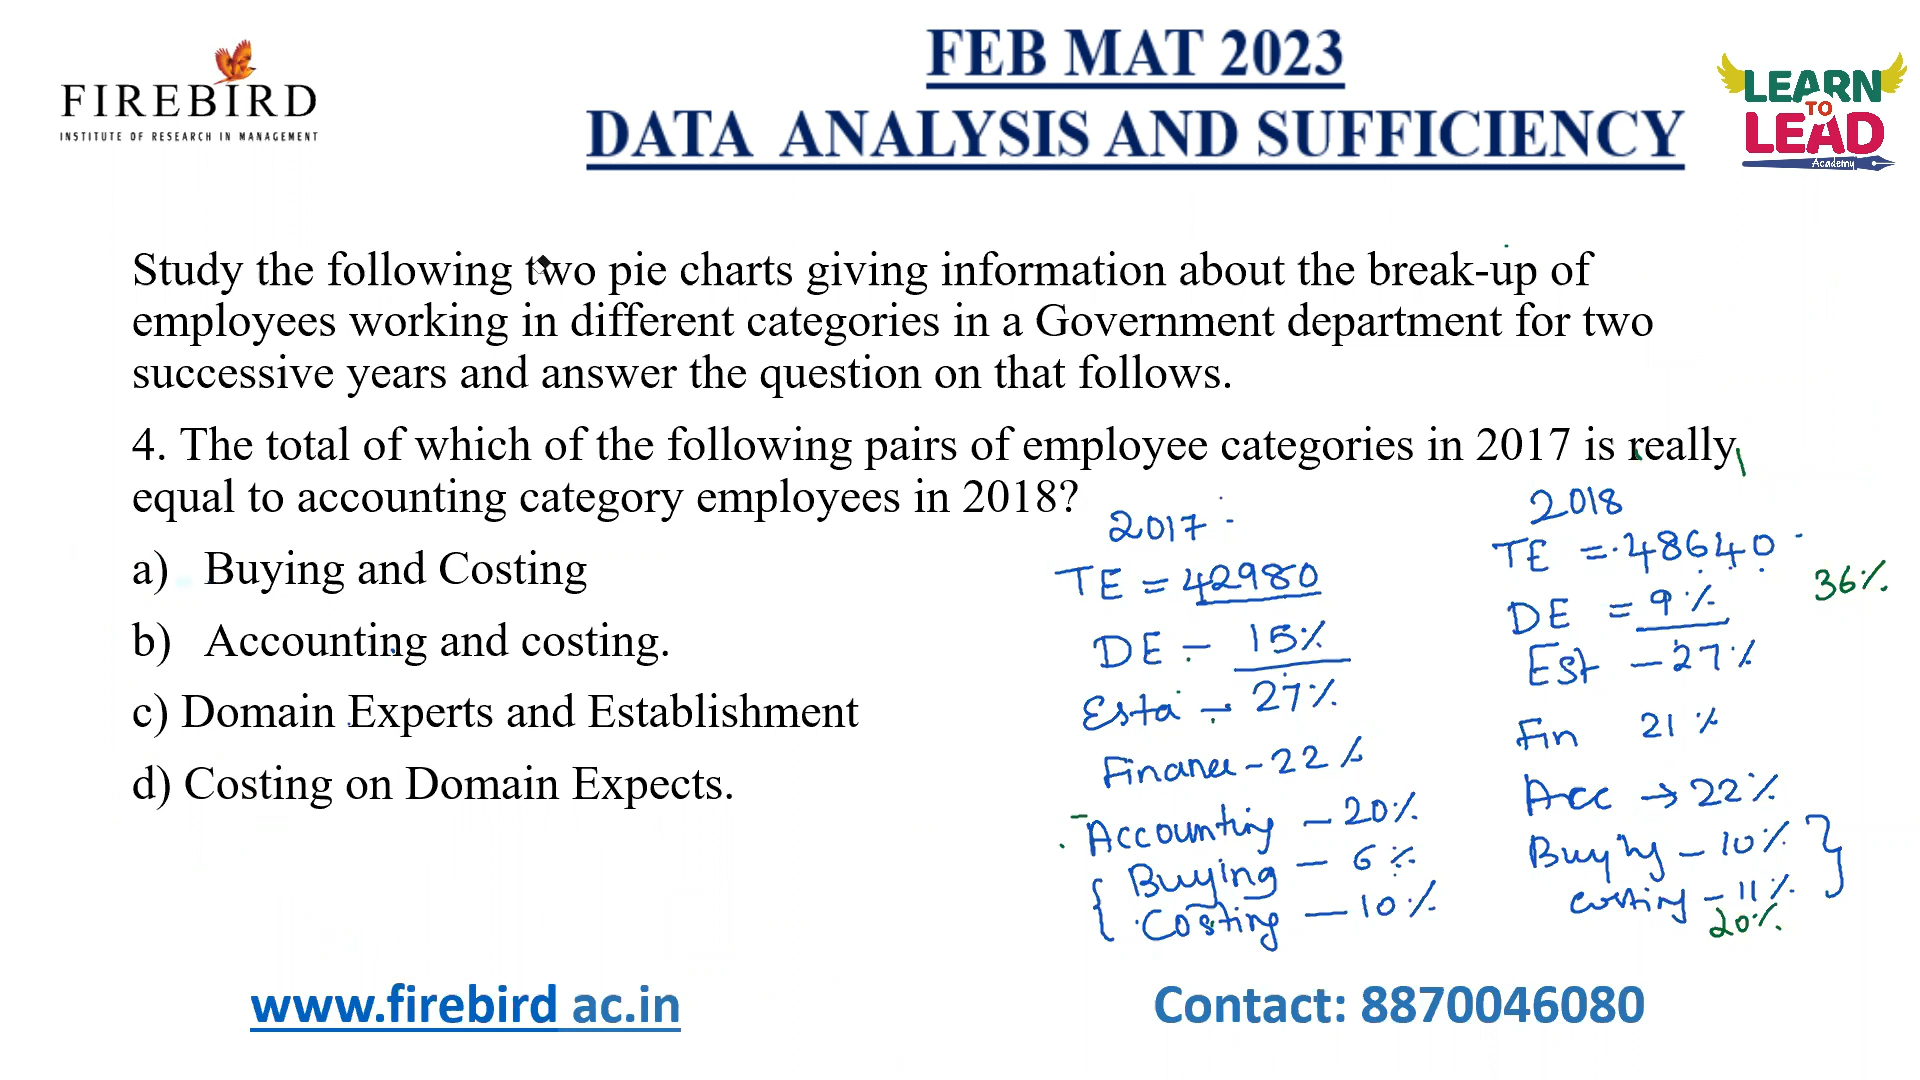 FIREBIRD
INSTITUTE OF RESEARCH IN MANAGEMENT
FEB MAT 2023
DATA ANALYSIS AND SUFFICIENCY
LEARN
TO
LEAD
Academy
Study the following two pie charts giving information about the break-up of
employees working in different categories in a Government department for two
successive years and answer the question on that follows.
4. The total of which of the following pairs of employee categories in 2017 is really
equal to accounting category employees in 2018?
a) Buying and Costing
b) Accounting and costing.
c) Domain Experts and Establishment
d) Costing on Domain Expects.
2017
TE = 42980
DE - 15%
Esta - 27%
Finance - 22%
Accounting - 20%
Buying - 6%
Costing - 10%
2018
TE = 48640
36%
DE = 9%
Est - 27%
Fin 21%
Acc → 22%
Buying - 10%
costing - 11%
20%
www.firebird ac.in
Contact: 8870046080